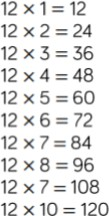 12 × 1 = 12
12 × 2 = 24
12 × 3 = 36
12 × 4 = 48
12 × 5 = 60
12 × 6 = 72
12 × 7 = 84
12 × 8 = 96
12 × 7 = 108
12 × 10 = 120